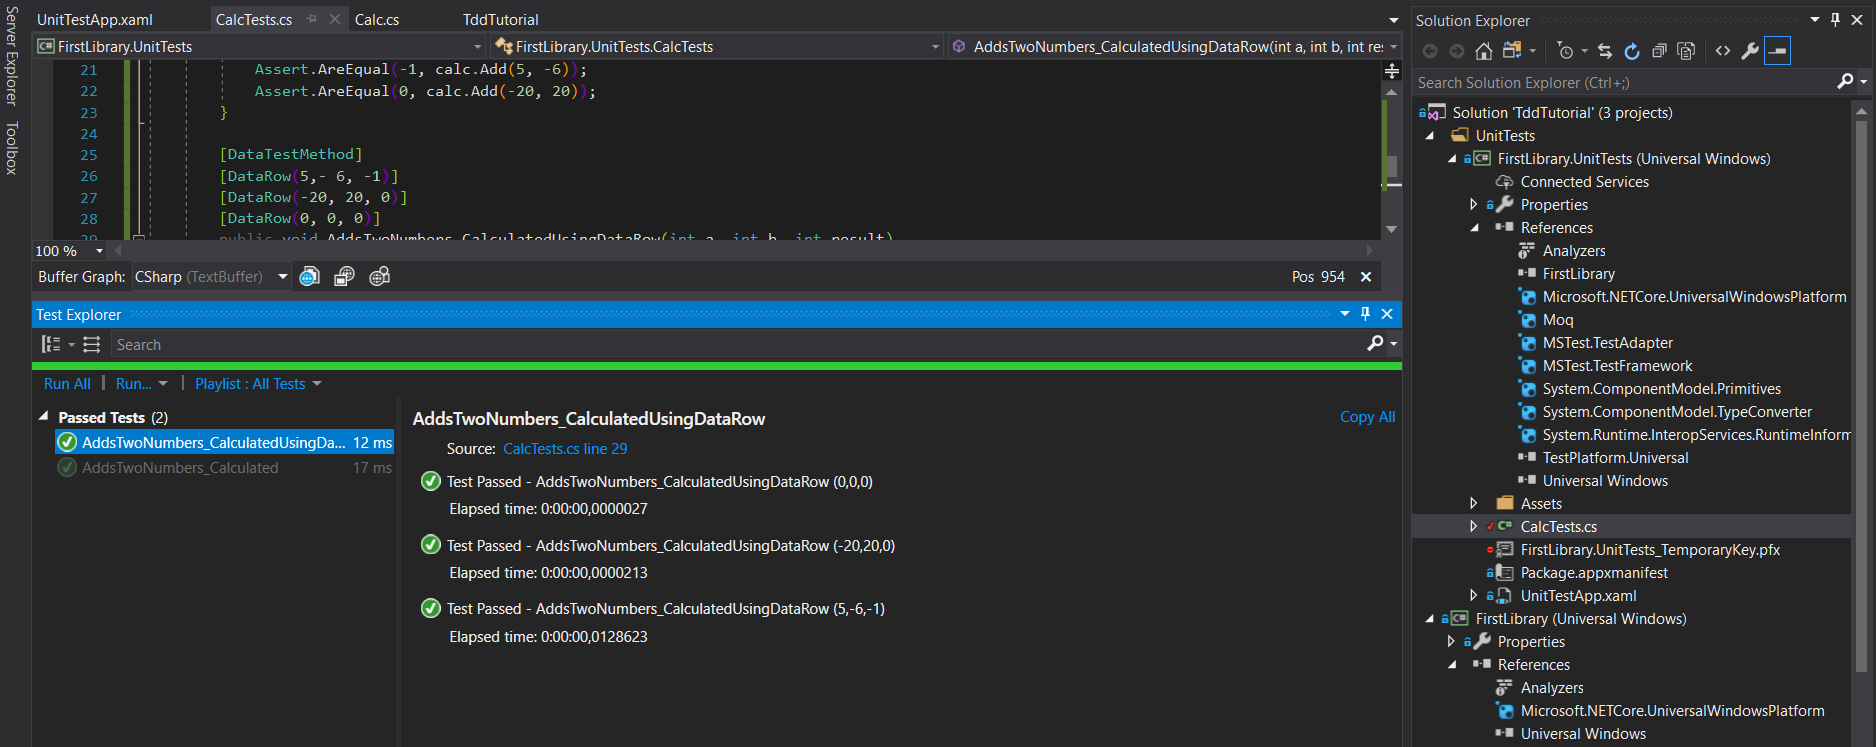 Server Explorer
Toolbox
UnitTestApp.xaml
CalcTests.cs
Calc.cs
TddTutorial
C# FirstLibrary.UnitTests
FirstLibrary.UnitTests.CalcTests
AddsTwoNumbers_CalculatedUsingDataRow(int a, int b, int res
21 Assert.AreEqual(-1, calc.Add(5, -6));
22 Assert.AreEqual(0, calc.Add(-20, 20));
23 }
24
25 [DataTestMethod]
26 [DataRow(5,- 6, -1)]
27 [DataRow(-20, 20, 0)]
28 [DataRow(0, 0, 0)]
29 public void AddsTwoNumbers_CalculatedUsingDataRow(int a, int b, int result)
100 %
Buffer Graph: CSharp (TextBuffer)
Pos 954
Test Explorer
Search
Run All | Run... | Playlist : All Tests
Passed Tests (2)
AddsTwoNumbers_CalculatedUsingDa... 12 ms
AddsTwoNumbers_Calculated 17 ms
AddsTwoNumbers_CalculatedUsingDataRow
Copy All
Source: CalcTests.cs line 29
Test Passed - AddsTwoNumbers_CalculatedUsingDataRow (0,0,0)
Elapsed time: 0:00:00,0000027
Test Passed - AddsTwoNumbers_CalculatedUsingDataRow (-20,20,0)
Elapsed time: 0:00:00,0000213
Test Passed - AddsTwoNumbers_CalculatedUsingDataRow (5,-6,-1)
Elapsed time: 0:00:00,0128623
Solution Explorer
Search Solution Explorer (Ctrl+;)
Solution 'TddTutorial' (3 projects)
UnitTests
C# FirstLibrary.UnitTests (Universal Windows)
Connected Services
Properties
References
Analyzers
FirstLibrary
Microsoft.NETCore.UniversalWindowsPlatform
Moq
MSTest.TestAdapter
MSTest.TestFramework
System.ComponentModel.Primitives
System.ComponentModel.TypeConverter
System.Runtime.InteropServices.RuntimeInform
TestPlatform.Universal
Universal Windows
Assets
C# CalcTests.cs
FirstLibrary.UnitTests_TemporaryKey.pfx
Package.appxmanifest
UnitTestApp.xaml
C# FirstLibrary (Universal Windows)
Properties
References
Analyzers
Microsoft.NETCore.UniversalWindowsPlatform
Universal Windows